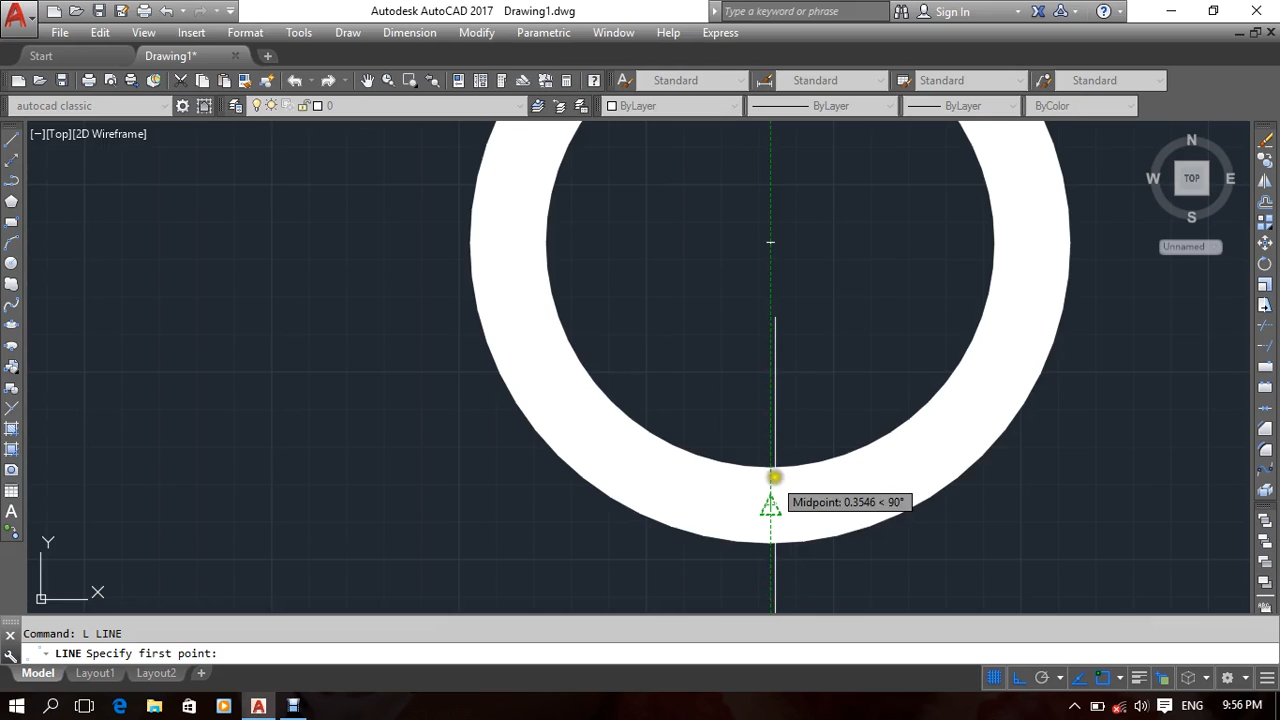 Autodesk AutoCAD 2017 Drawing1.dwg
Type a keyword or phrase
Sign In
File Edit View Insert Format Tools Draw Dimension Modify Parametric Window Help Express
Start
Drawing1*
Standard Standard Standard Standard
autocad classic
0
ByLayer ByLayer ByLayer ByColor
[−][Top][2D Wireframe]
N
W TOP E
S
Unnamed
Midpoint: 0.3546 < 90°
Y
X
Command: L LINE
LINE Specify first point:
Model Layout1 Layout2
ENG 9:56 PM